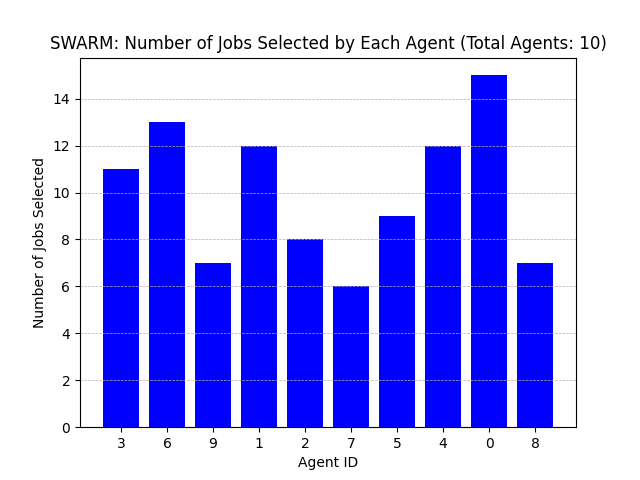 SWARM: Number of Jobs Selected by Each Agent (Total Agents: 10)
Number of Jobs Selected
14
12
10
8
6
4
2
0
3 6 9 1 2 7 5 4 0 8
Agent ID